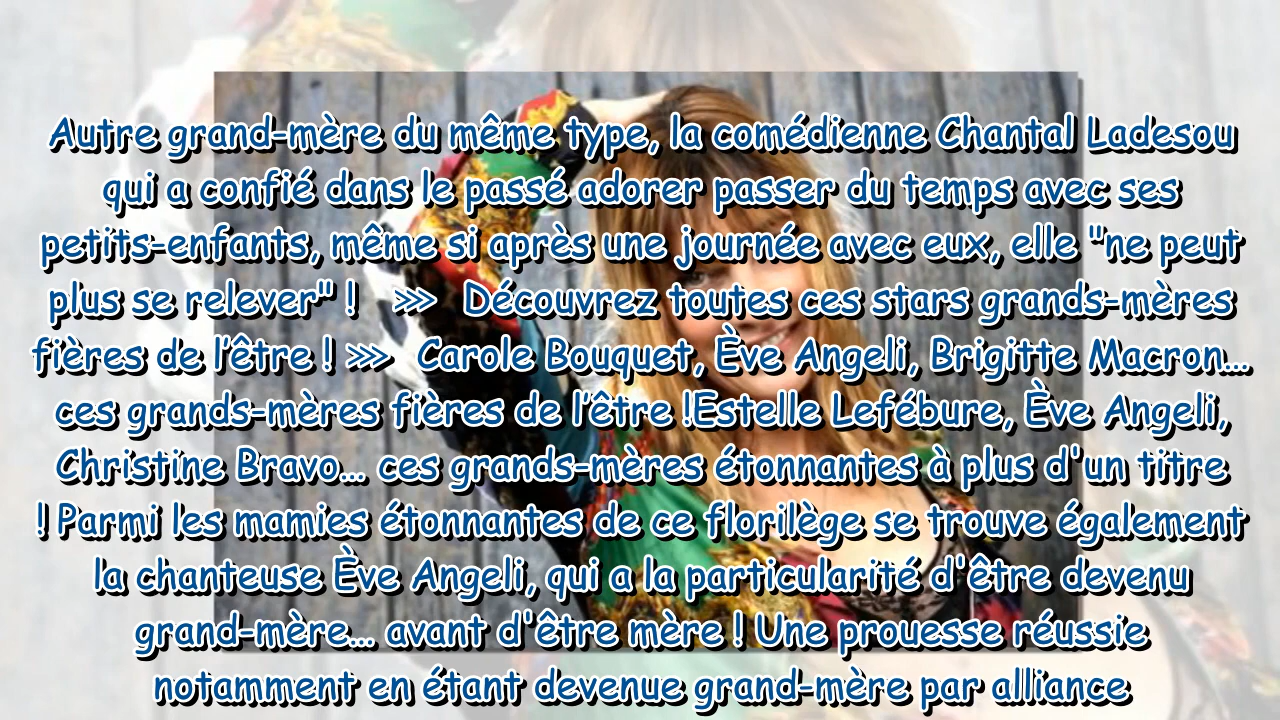 Autre grand-mère du même type, la comédienne Chantal Ladesou
qui a confié dans le passé adorer passer du temps avec ses
petits-enfants, même si après une journée avec eux, elle "ne peut
plus se relever" ! >>> Découvrez toutes ces stars grands-mères
fières de l'être ! >>> Carole Bouquet, Ève Angeli, Brigitte Macron...
ces grands-mères fières de l'être !Estelle Lefébure, Ève Angeli,
Christine Bravo... ces grands-mères étonnantes à plus d'un titre
! Parmi les mamies étonnantes de ce florilège se trouve également
la chanteuse Ève Angeli, qui a la particularité d'être devenu
grand-mère... avant d'être mère ! Une prouesse réussie
notamment en étant devenue grand-mère par alliance